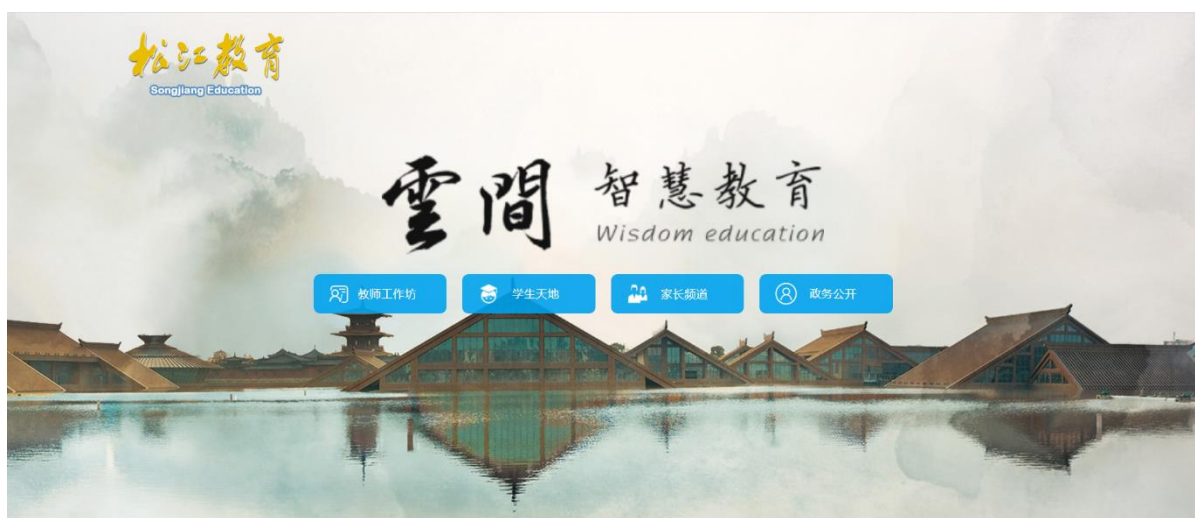 松江教育
Songjiang Education
雲間 智慧教育
Wisdom education
教师工作坊 学生天地 家长频道 政务公开